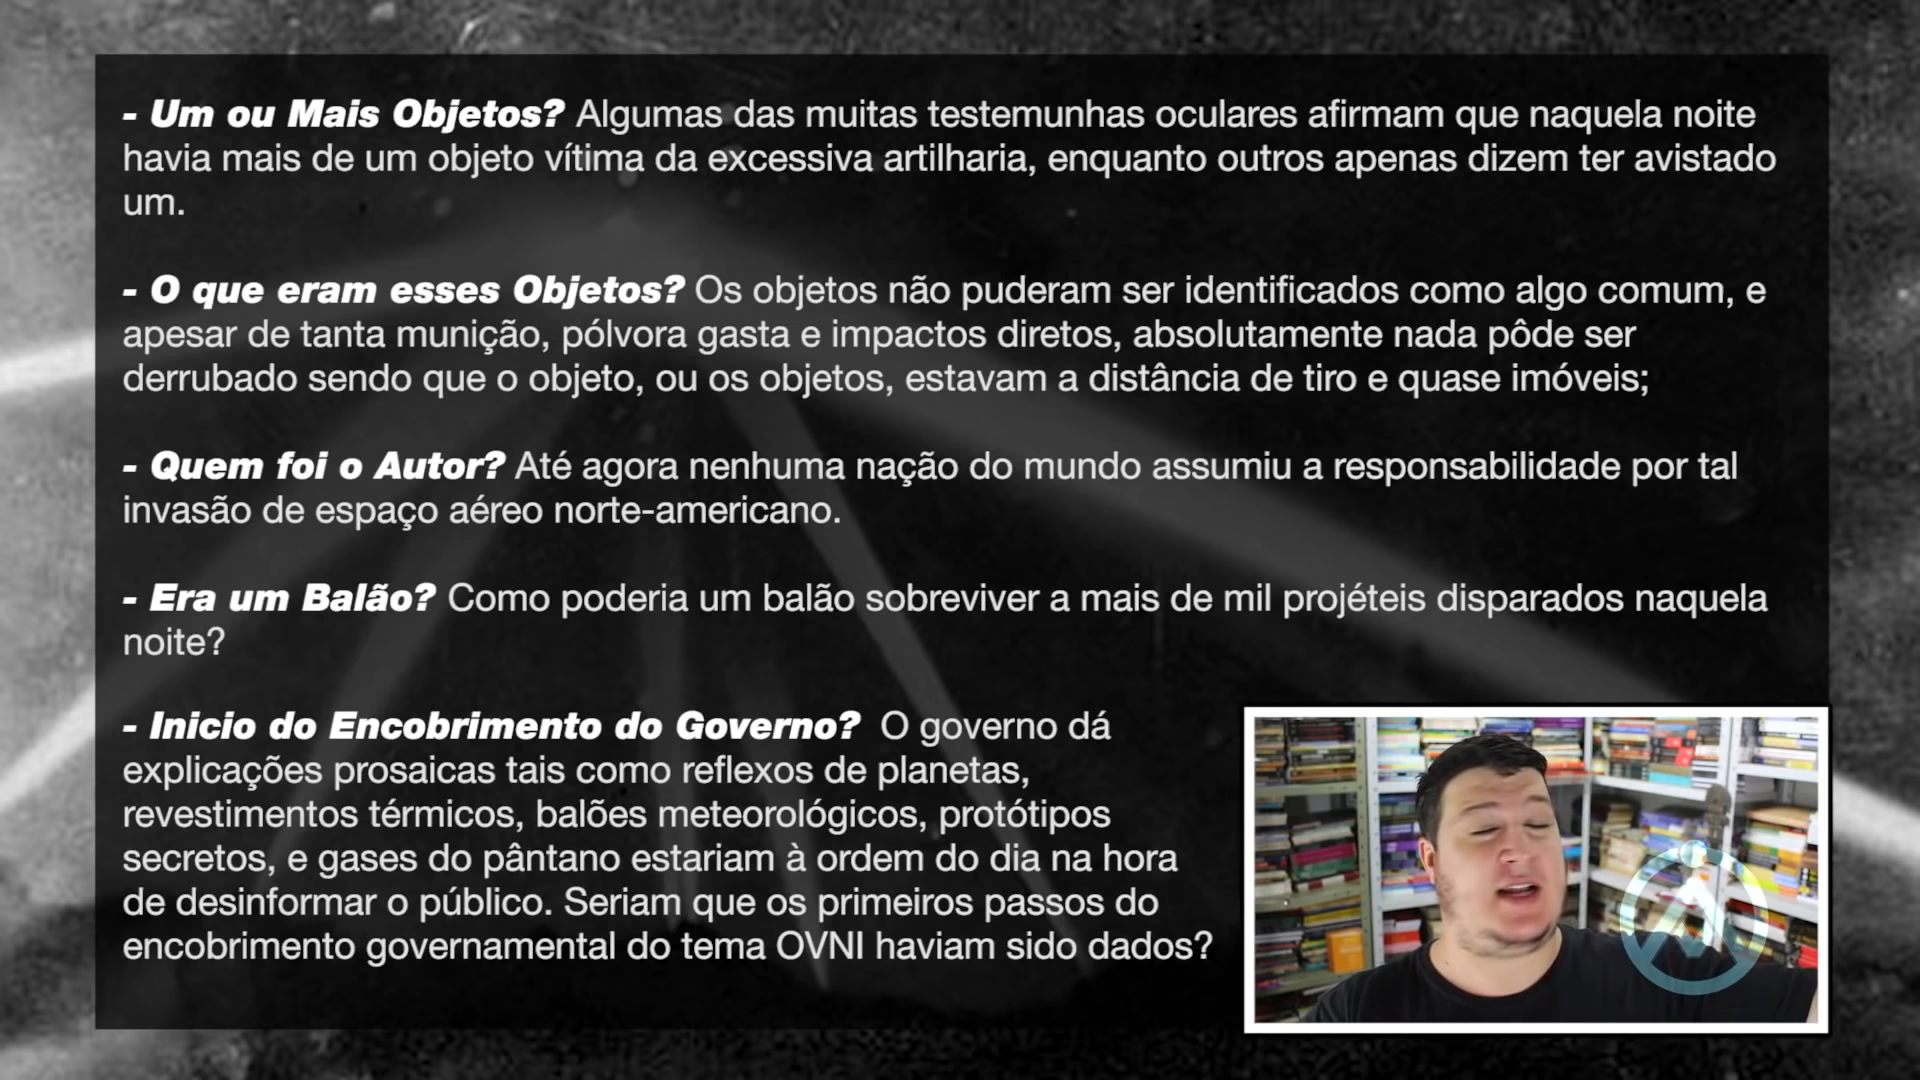 - Um ou Mais Objetos? Algumas das muitas testemunhas oculares afirmam que naquela noite
havia mais de um objeto vítima da excessiva artilharia, enquanto outros apenas dizem ter avistado
um.
- O que eram esses Objetos? Os objetos não puderam ser identificados como algo comum, e
apesar de tanta munição, pólvora gasta e impactos diretos, absolutamente nada pôde ser
derrubado sendo que o objeto, ou os objetos, estavam a distância de tiro e quase imóveis;
- Quem foi o Autor? Até agora nenhuma nação do mundo assumiu a responsabilidade por tal
invasão de espaço aéreo norte-americano.
- Era um Balão? Como poderia um balão sobreviver a mais de mil projéteis disparados naquela
noite?
- Inicio do Encobrimento do Governo? O governo dá
explicações prosaicas tais como reflexos de planetas,
revestimentos térmicos, balões meteorológicos, protótipos
secretos, e gases do pântano estariam à ordem do dia na hora
de desinformar o público. Seriam que os primeiros passos do
encobrimento governamental do tema OVNI haviam sido dados?